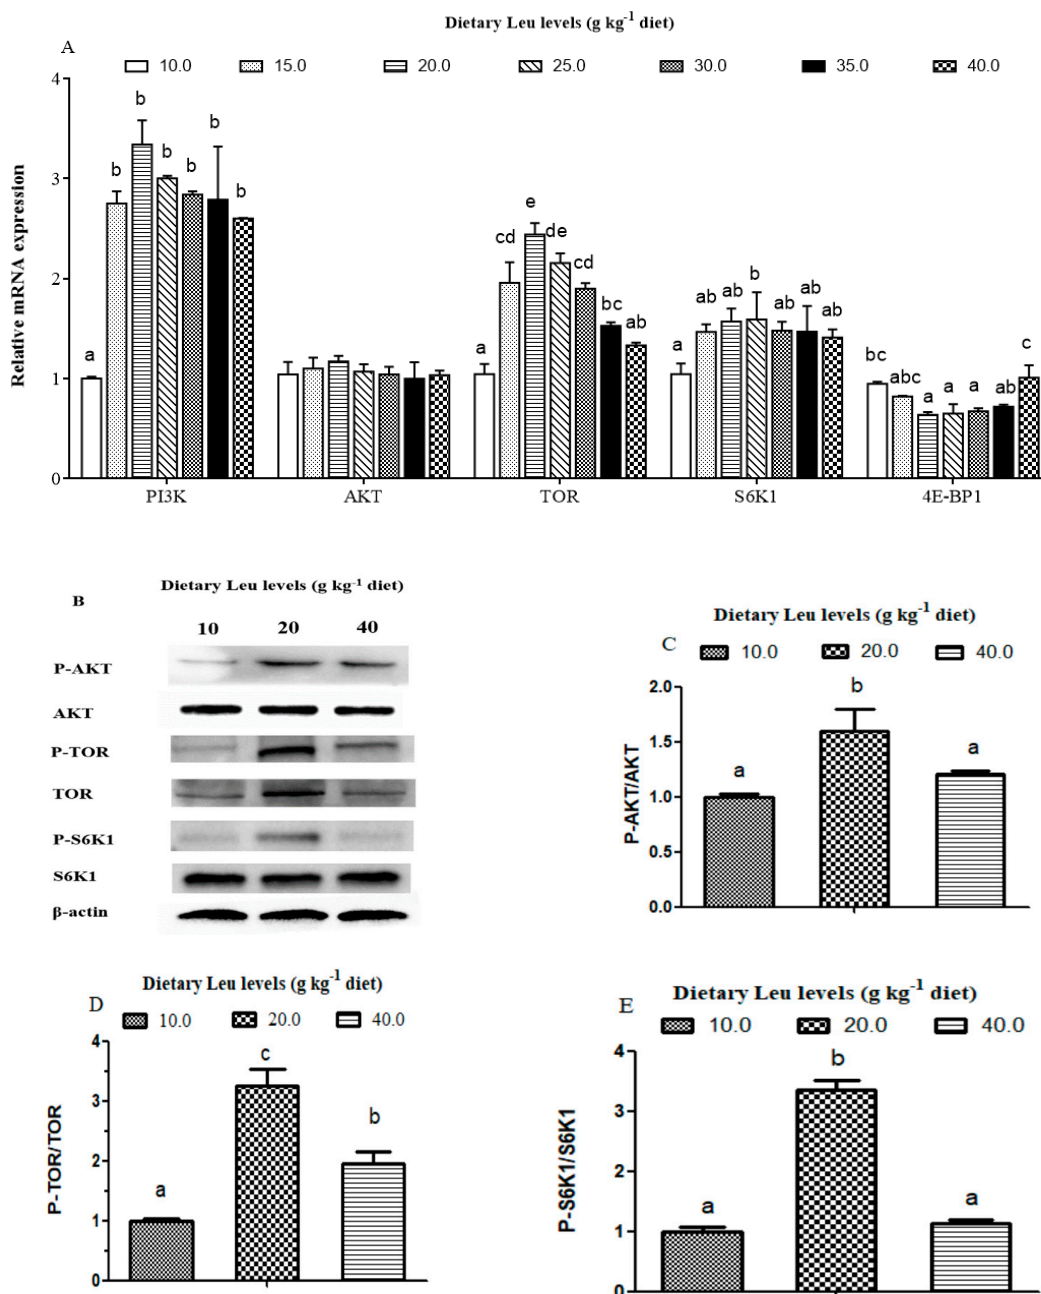 Dietary Leu levels (g kg-1 diet)
A
10.0 15.0 20.0 25.0 30.0 35.0 40.0
Relative mRNA expression
4
3
2
1
0
a b b b b b b
a cd e de cd bc ab
a ab ab b ab ab ab
bc abc a a a ab c
PI3K AKT TOR S6K1 4E-BP1
B
Dietary Leu levels (g kg-1 diet)
10 20 40
P-AKT
AKT
P-TOR
TOR
P-S6K1
S6K1
β-actin
Dietary Leu levels (g kg-1 diet)
C
10.0 20.0 40.0
P-AKT/AKT
2.0
1.5
1.0
0.5
0.0
a b a
Dietary Leu levels (g kg-1 diet)
D
10.0 20.0 40.0
P-TOR/TOR
4
3
2
1
0
a c b
Dietary Leu levels (g kg-1 diet)
E
10.0 20.0 40.0
P-S6K1/S6K1
4
3
2
1
0
a b a